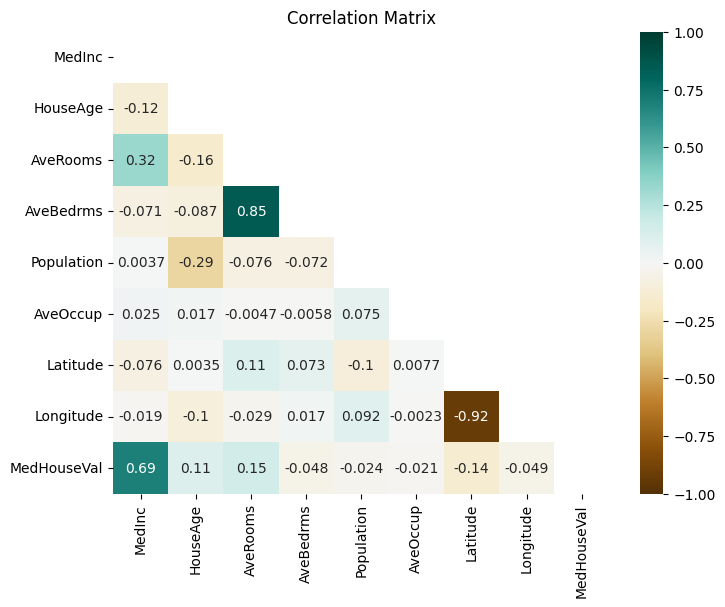 Correlation Matrix
MedInc
HouseAge -0.12
AveRooms 0.32 -0.16
AveBedrms -0.071 -0.087 0.85
Population 0.0037 -0.29 -0.076 -0.072
AveOccup 0.025 0.017 -0.0047 -0.0058 0.075
Latitude -0.076 0.0035 0.11 0.073 -0.1 0.0077
Longitude -0.019 -0.1 -0.029 0.017 0.092 -0.0023 -0.92
MedHouseVal 0.69 0.11 0.15 -0.048 -0.024 -0.021 -0.14 -0.049
MedInc
HouseAge
AveRooms
AveBedrms
Population
AveOccup
Latitude
Longitude
MedHouseVal
1.00
0.75
0.50
0.25
0.00
−0.25
−0.50
−0.75
−1.00